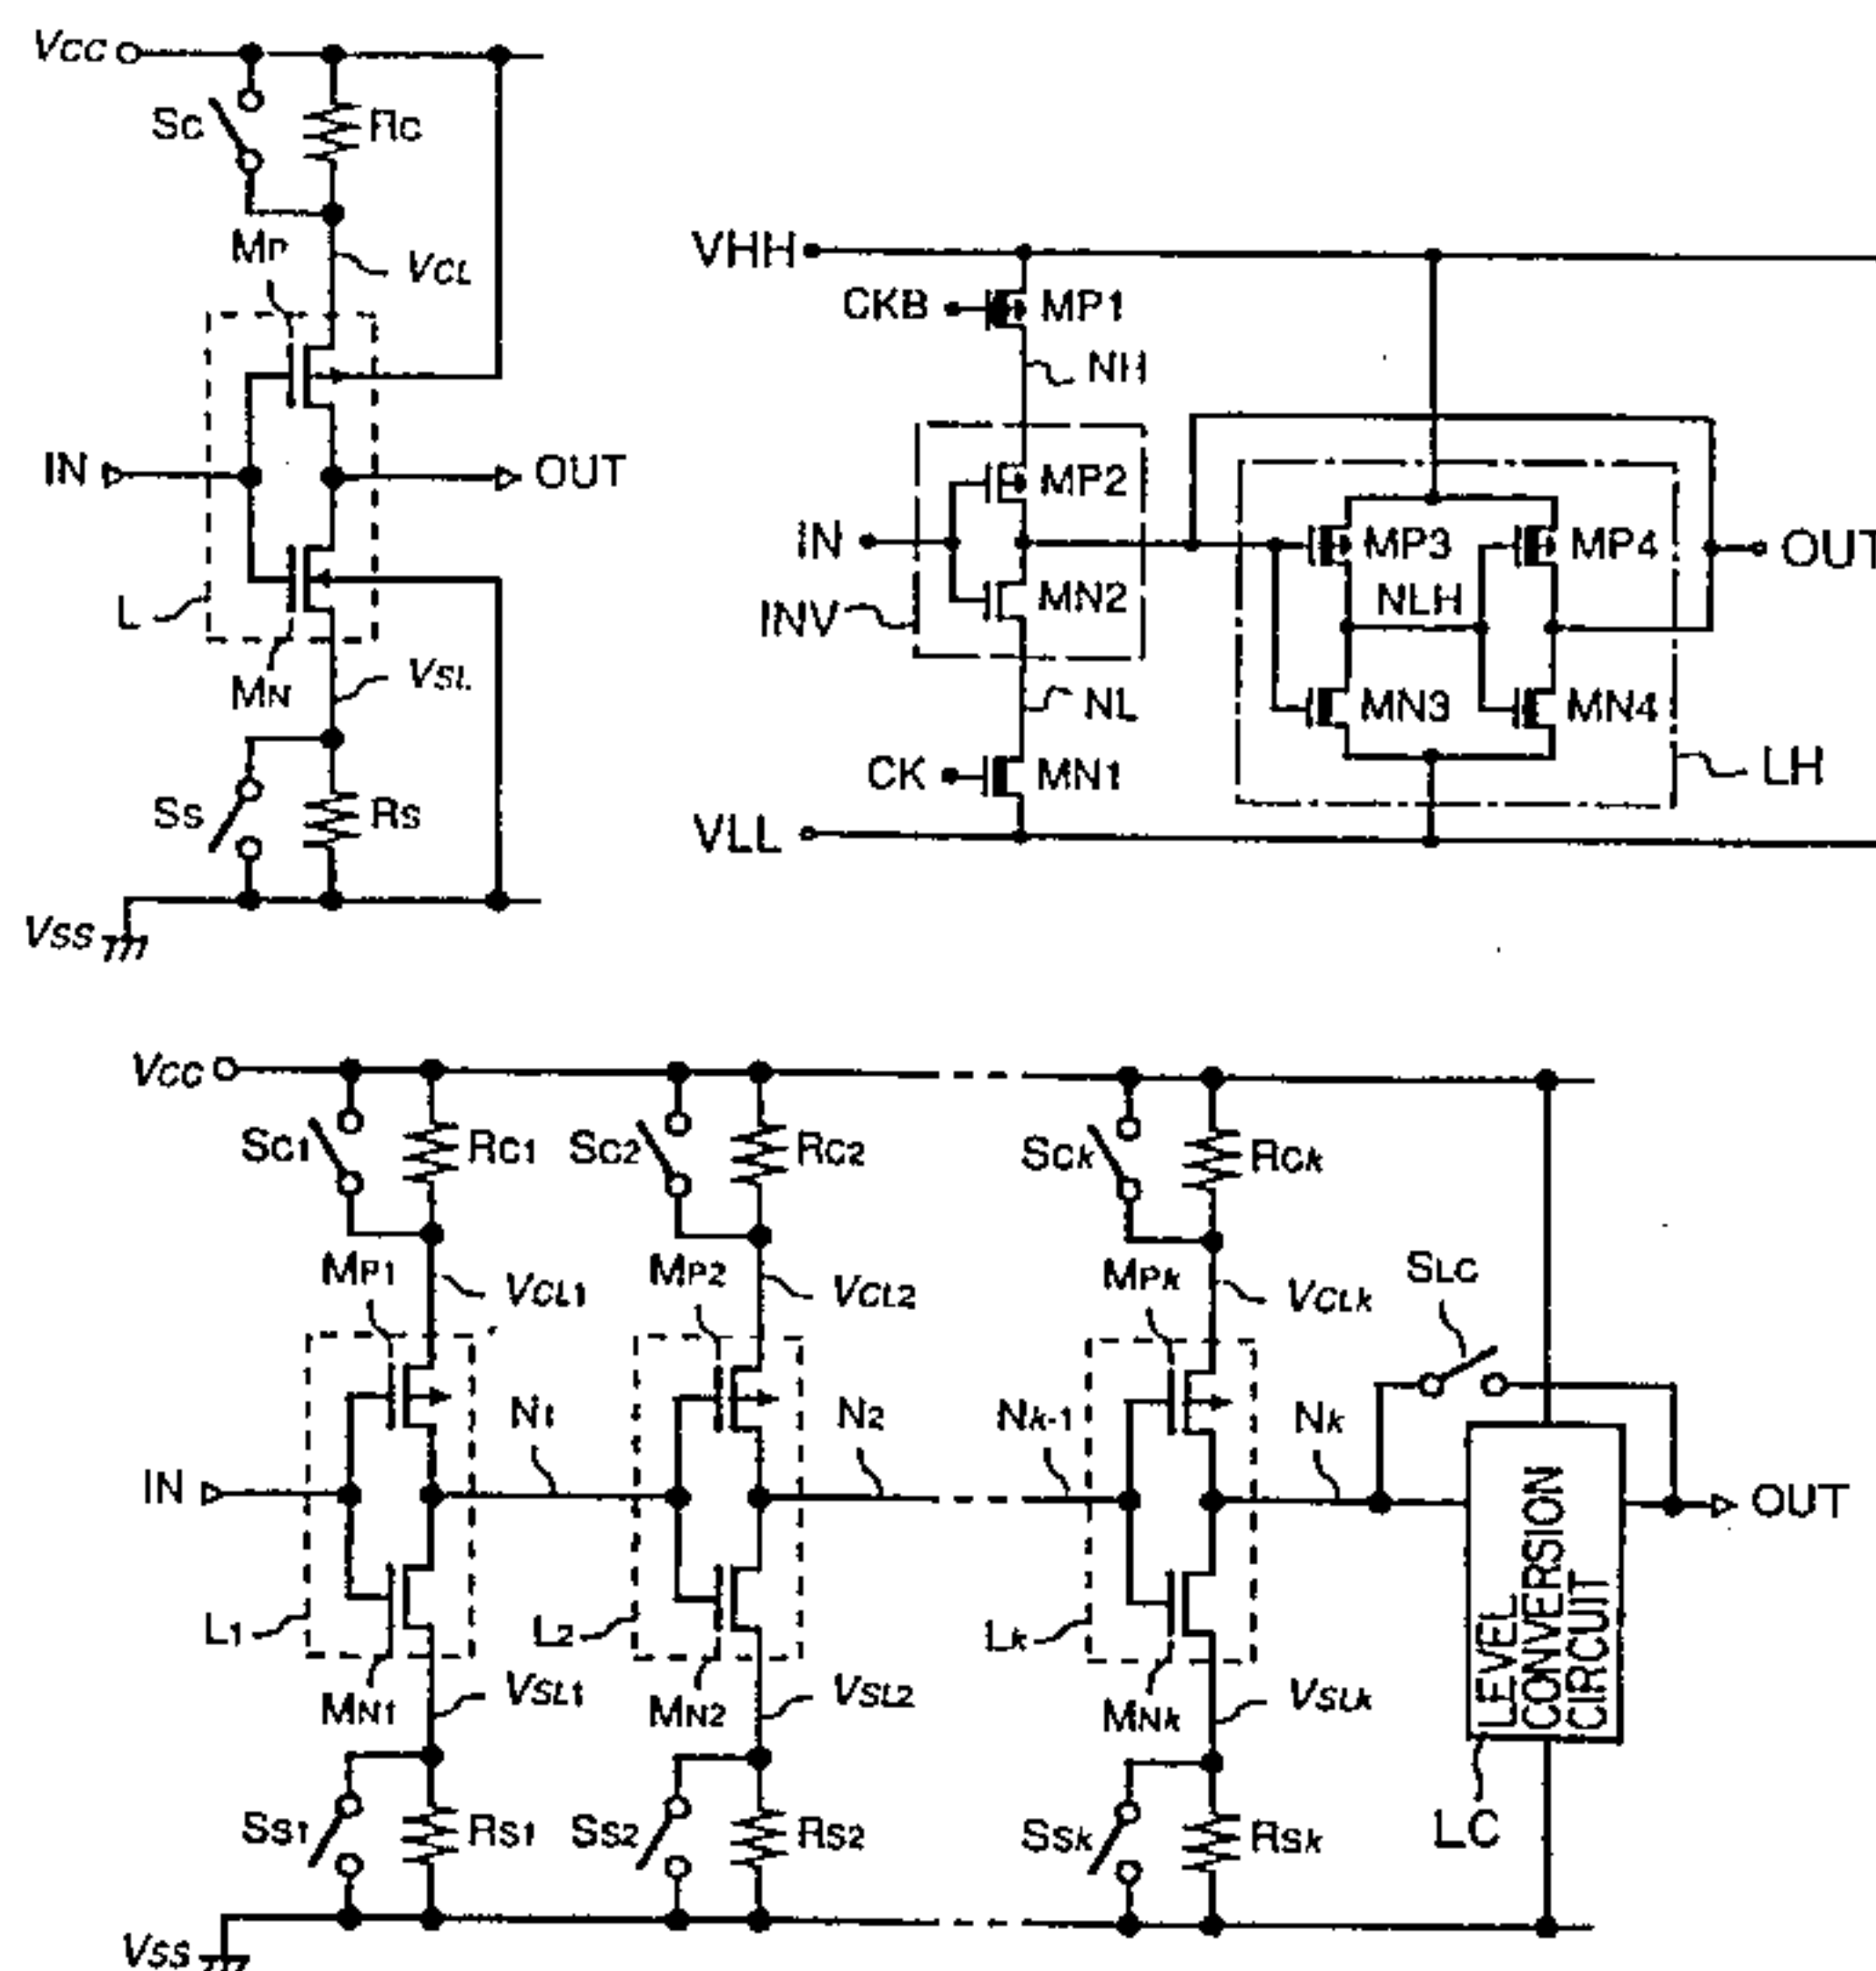 VCC
SC
RC
MP
VCL
IN
OUT
L
MN
VSL
SS
RS
VSS
VHH
CKB
MP1
NH
MP2
IN
MN2
INV
NL
CK
MN1
VLL
MP3
MP4
NLH
OUT
MN3
MN4
LH
VCC
SC1
RC1
SC2
RC2
SCk
RCk
MP1
VCL1
MP2
VCL2
MPk
VCLk
SLC
N1
N2
Nk-1
Nk
IN
OUT
LEVEL
CONVERSION
CIRCUIT
L1
L2
Lk
MN1
VSL1
MN2
VSL2
MNk
VSLk
SS1
RS1
SS2
RS2
SSk
RSk
LC
VSS